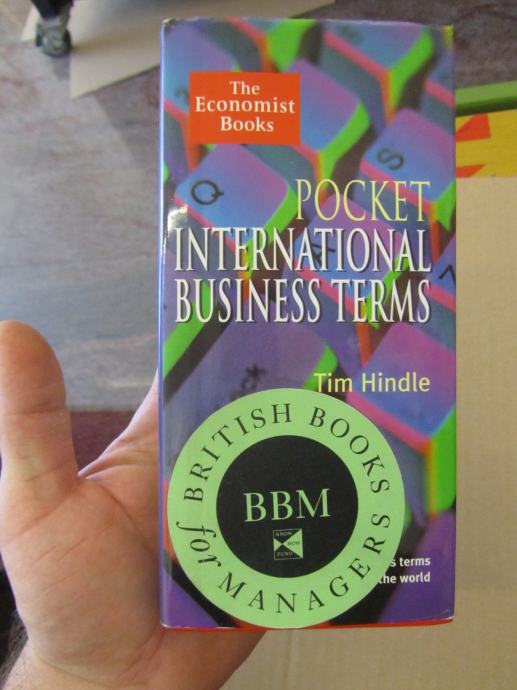 The
Economist
Books
Q
S
POCKET
INTERNATIONAL
BUSINESS TERMS
Tim Hindle
BRITISH BOOKS
for MANAGERS
BBM
KNOW
HOW
FUND
s terms
the world